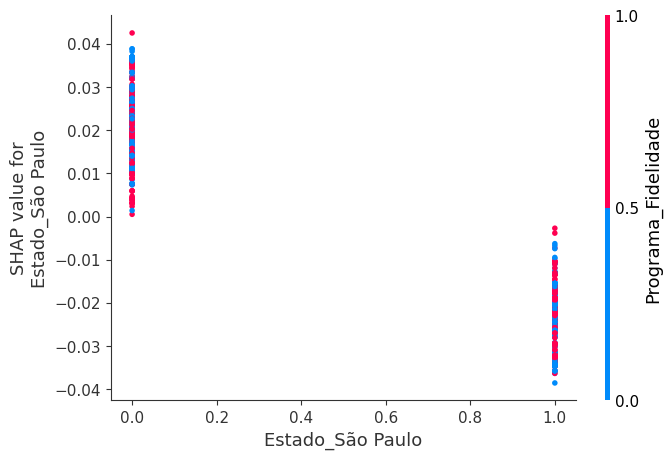 SHAP value for
Estado_São Paulo
0.04
0.03
0.02
0.01
0.00
−0.01
−0.02
−0.03
−0.04
0.0 0.2 0.4 0.6 0.8 1.0
Estado_São Paulo
1.0
0.5
0.0
Programa_Fidelidade